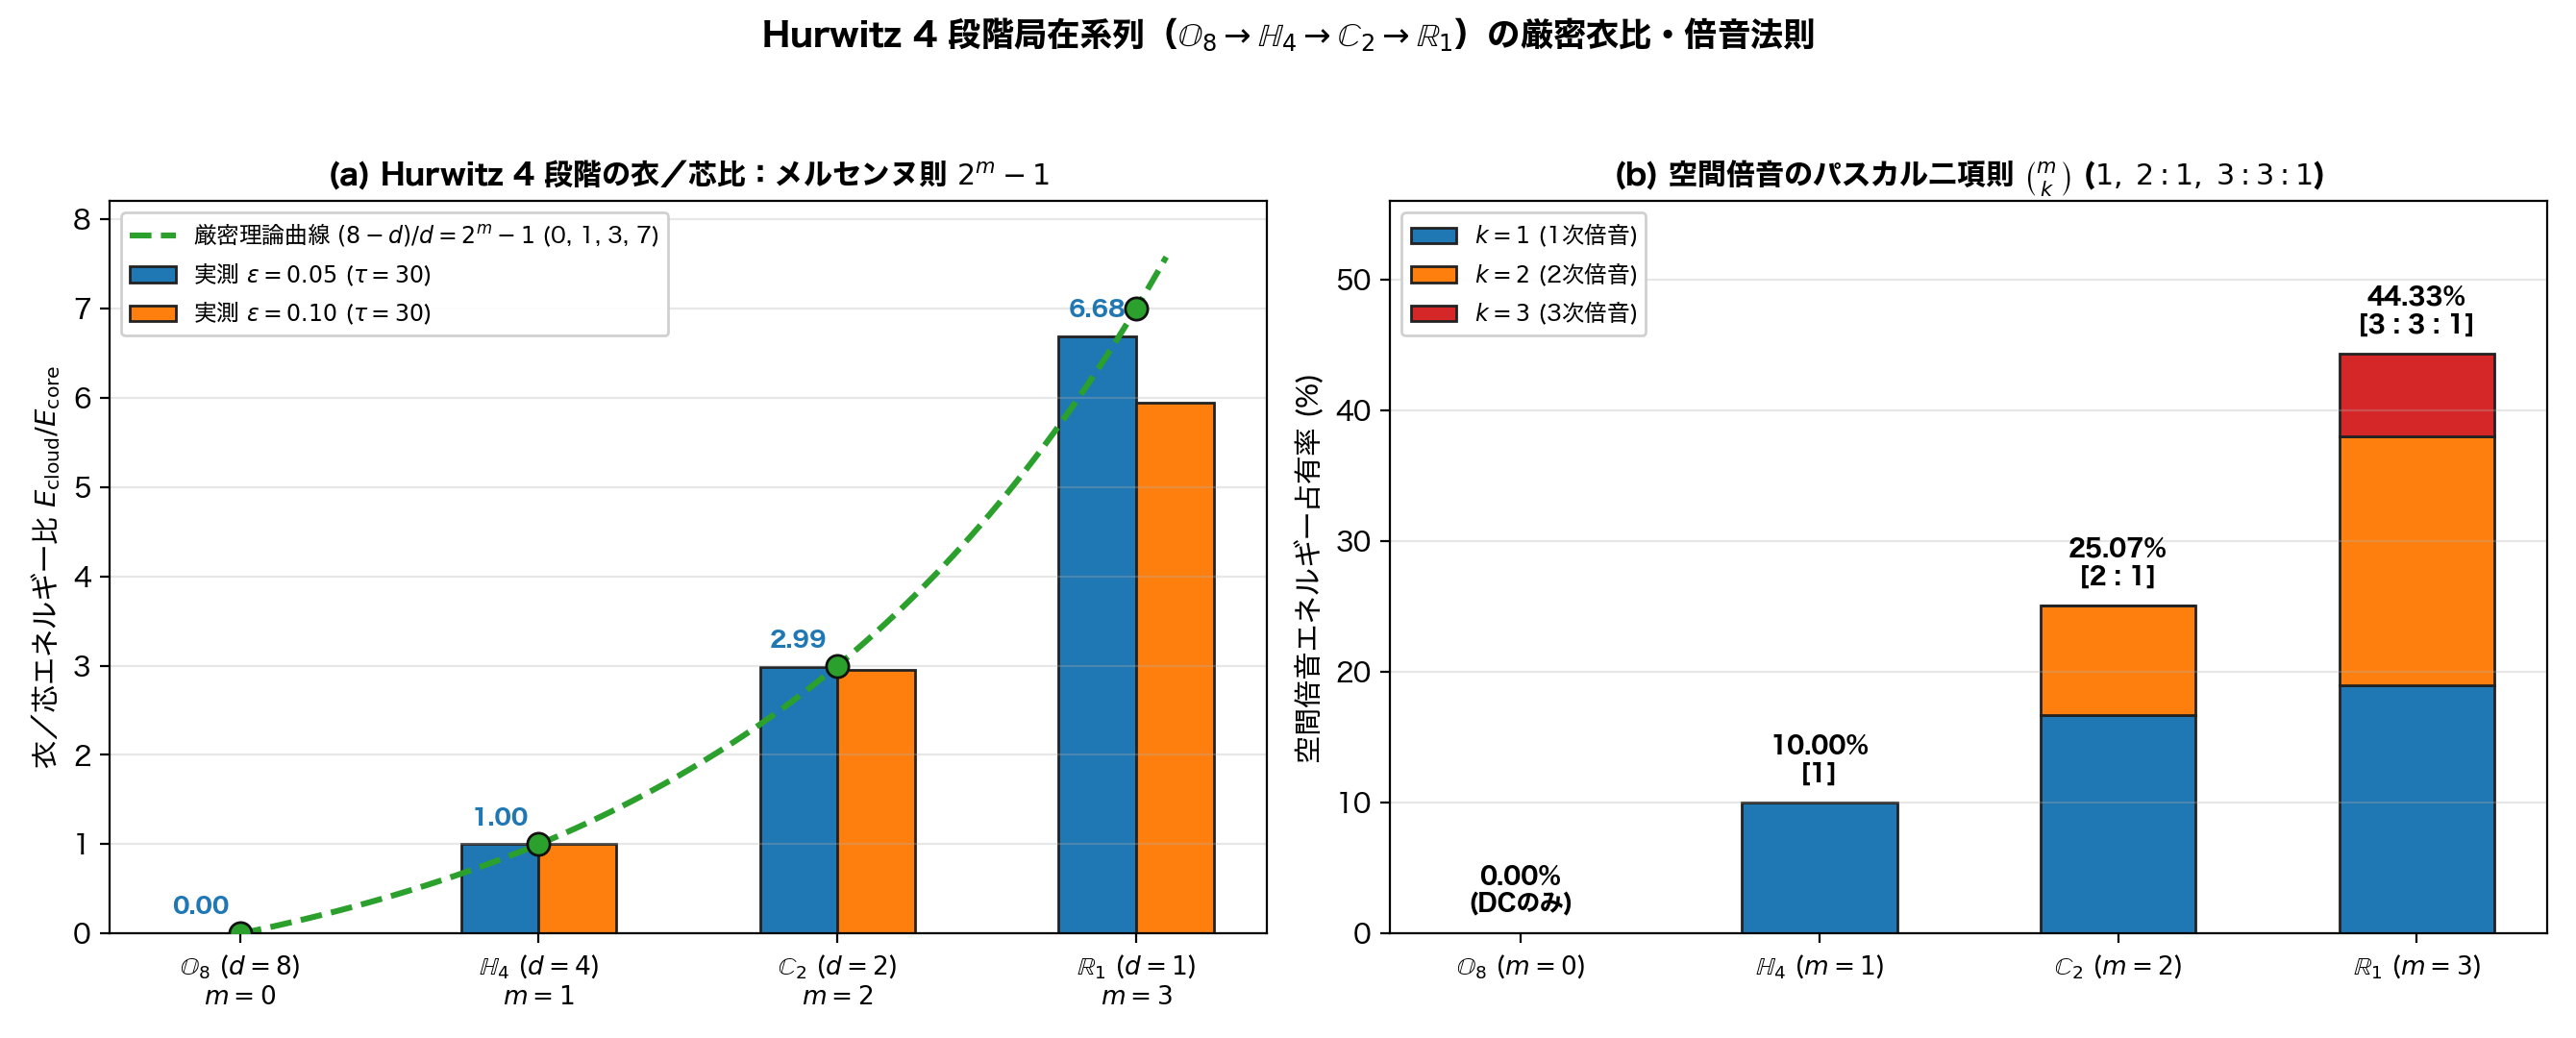 Hurwitz 4 段階局在系列（𝕆₈→ℍ₄→ℂ₂→ℝ₁）の厳密衣比・倍音法則
(a) Hurwitz 4 段階の衣／芯比：メルセンヌ則 2^m − 1
厳密理論曲線 (8 − d)/d = 2^m − 1 (0, 1, 3, 7)
実測 ε = 0.05 (τ = 30)
実測 ε = 0.10 (τ = 30)
衣／芯エネルギー比 E_cloud/E_core
8
7
6
5
4
3
2
1
0
0.00
1.00
2.99
6.68
𝕆₈ (d = 8)
m = 0
ℍ₄ (d = 4)
m = 1
ℂ₂ (d = 2)
m = 2
ℝ₁ (d = 1)
m = 3
(b) 空間倍音のパスカル二項則 (m k) (1, 2 : 1, 3 : 3 : 1)
k = 1 (1次倍音)
k = 2 (2次倍音)
k = 3 (3次倍音)
空間倍音エネルギー占有率 (%)
50
40
30
20
10
0
0.00%
(DCのみ)
10.00%
[1]
25.07%
[2 : 1]
44.33%
[3 : 3 : 1]
𝕆₈ (m = 0)
ℍ₄ (m = 1)
ℂ₂ (m = 2)
ℝ₁ (m = 3)